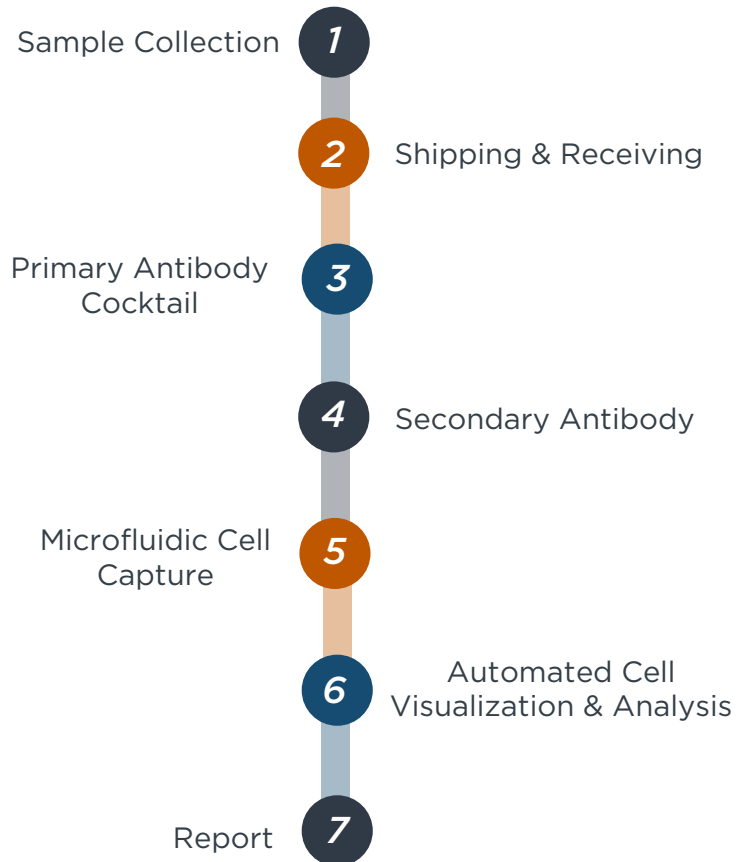 Sample Collection
1
2
Shipping & Receiving
Primary Antibody
Cocktail
3
4
Secondary Antibody
Microfluidic Cell
Capture
5
6
Automated Cell
Visualization & Analysis
Report
7